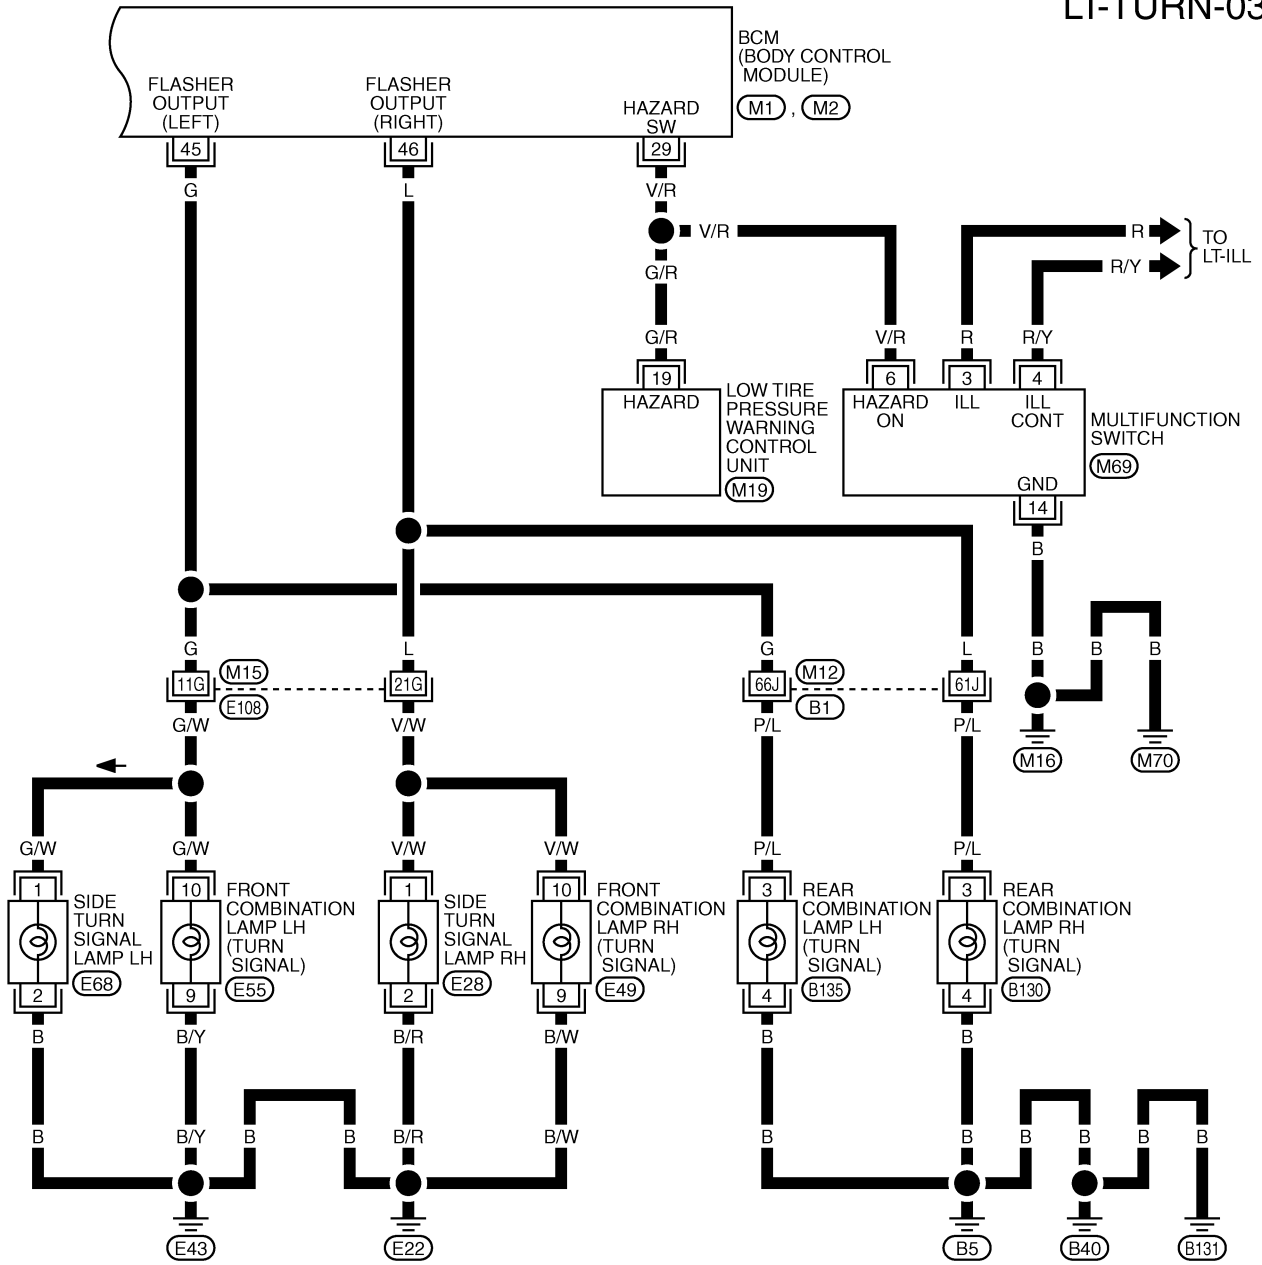 LT-TURN-03
BCM
(BODY CONTROL
MODULE)
M1 , M2
FLASHER
OUTPUT
(LEFT)
FLASHER
OUTPUT
(RIGHT)
HAZARD
SW
45
46
29
G
L
V/R
V/R
R
TO
LT-ILL
R/Y
G/R
G/R
V/R
R
R/Y
19
6
3
4
HAZARD
LOW TIRE
PRESSURE
WARNING
CONTROL
UNIT
M19
HAZARD
ON
ILL
ILL
CONT
MULTIFUNCTION
SWITCH
M69
GND
14
B
G
L
G
L
B
B
B
11G
M15
E108
21G
66J
M12
B1
61J
G/W
V/W
P/L
P/L
M16
M70
G/W
G/W
V/W
V/W
P/L
P/L
1
10
1
10
3
3
SIDE
TURN
SIGNAL
LAMP LH
E68
FRONT
COMBINATION
LAMP LH
(TURN
SIGNAL)
E55
SIDE
TURN
SIGNAL
LAMP RH
E28
FRONT
COMBINATION
LAMP RH
(TURN
SIGNAL)
E49
REAR
COMBINATION
LAMP LH
(TURN
SIGNAL)
B135
REAR
COMBINATION
LAMP RH
(TURN
SIGNAL)
B130
2
9
2
9
4
4
B
B/Y
B/R
B/W
B
B
B
B/Y
B
B
B/R
B/W
B
B
B
B
B
B
E43
E22
B5
B40
B131